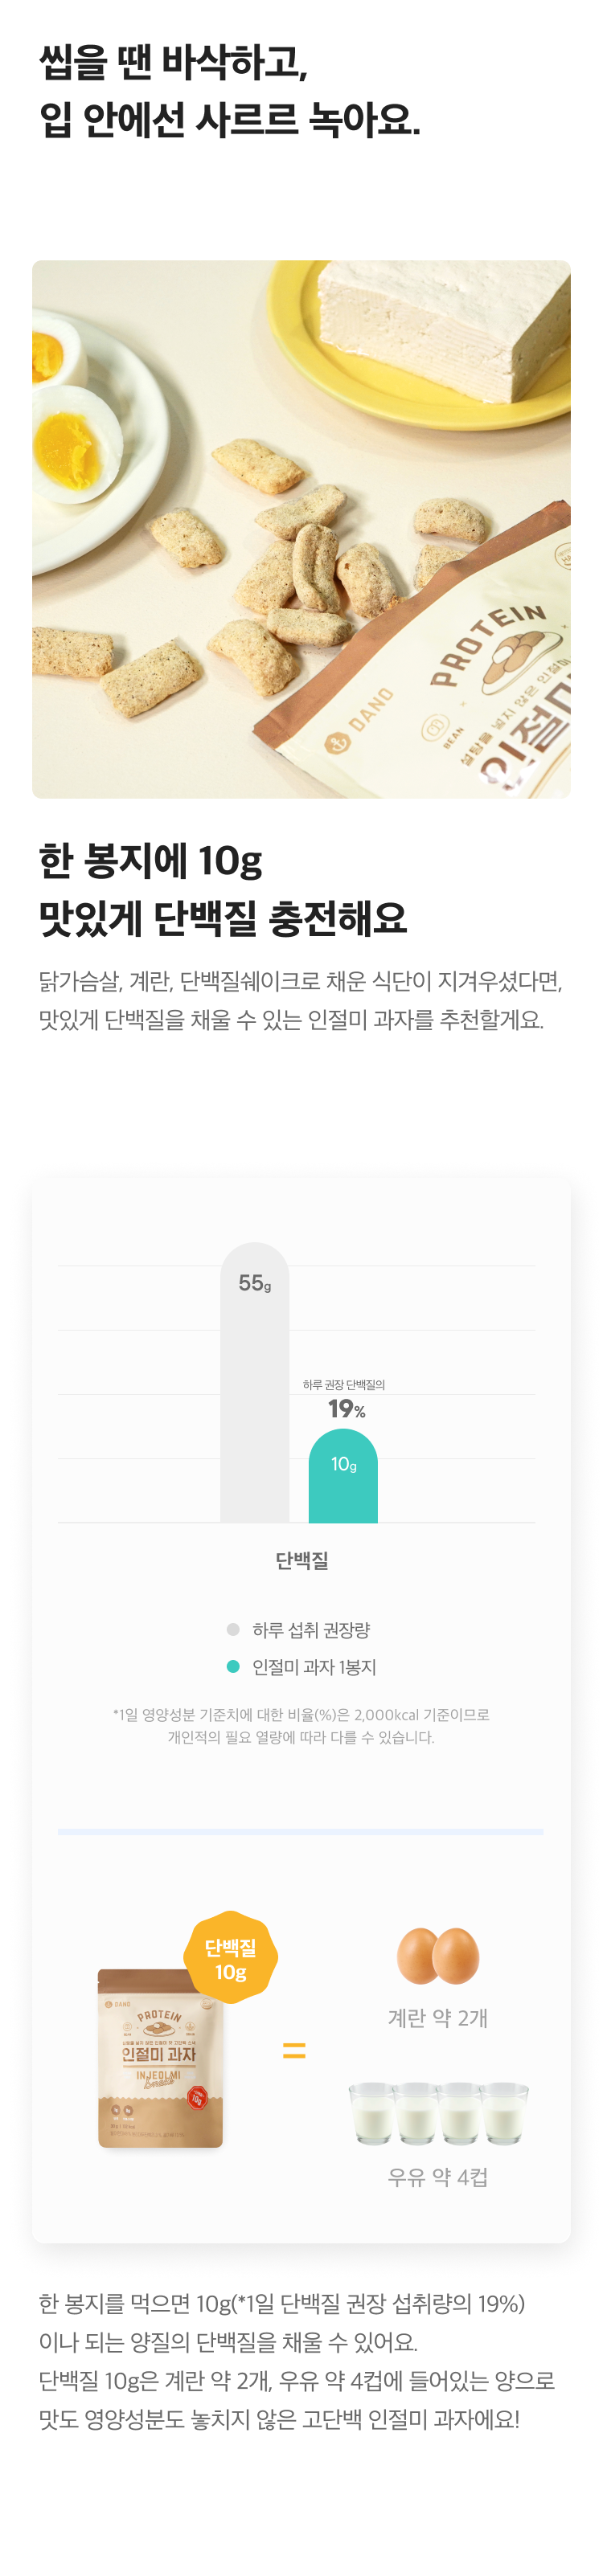 씹을 땐 바삭하고,
입 안에선 사르르 녹아요.
DANO
PROTEIN
BEAN
설탕을 넣지 않은 인절미
인절미
한 봉지에 10g
맛있게 단백질 충전해요
닭가슴살, 계란, 단백질쉐이크로 채운 식단이 지겨우셨다면,
맛있게 단백질을 채울 수 있는 인절미 과자를 추천할게요.
55g
하루 권장 단백질의
19%
10g
단백질
하루 섭취 권장량
인절미 과자 1봉지
*1일 영양성분 기준치에 대한 비율(%)은 2,000kcal 기준이므로
개인적의 필요 열량에 따라 다를 수 있습니다.
단백질
10g
DANO
PROTEIN
인절미 과자
INJEOLMI
Snack
10g
=
계란 약 2개
우유 약 4컵
한 봉지를 먹으면 10g(*1일 단백질 권장 섭취량의 19%)
이나 되는 양질의 단백질을 채울 수 있어요.
단백질 10g은 계란 약 2개, 우유 약 4컵에 들어있는 양으로
맛도 영양성분도 놓치지 않은 고단백 인절미 과자에요!